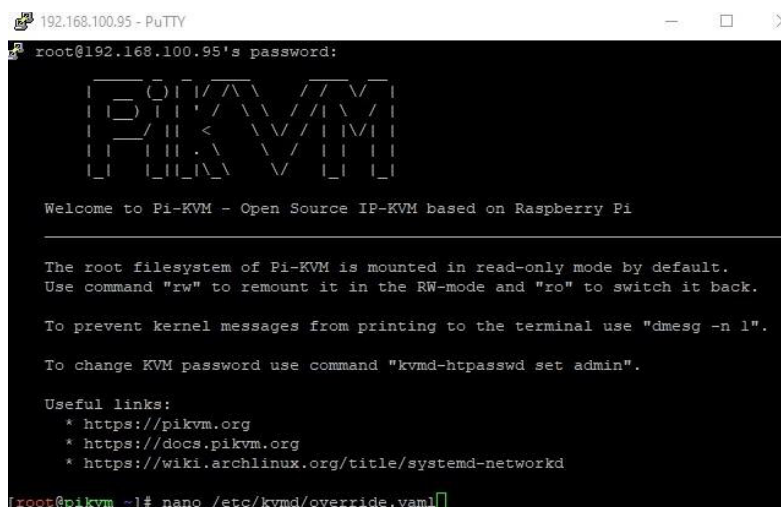 192.168.100.95 - PuTTY
root@192.168.100.95's password:
PiKVM
Welcome to Pi-KVM - Open Source IP-KVM based on Raspberry Pi
The root filesystem of Pi-KVM is mounted in read-only mode by default.
Use command "rw" to remount it in the RW-mode and "ro" to switch it back.
To prevent kernel messages from printing to the terminal use "dmesg -n 1".
To change KVM password use command "kvmd-htpasswd set admin".
Useful links:
* https://pikvm.org
* https://docs.pikvm.org
* https://wiki.archlinux.org/title/systemd-networkd
[root@pikvm ~]# nano /etc/kvmd/override.yaml